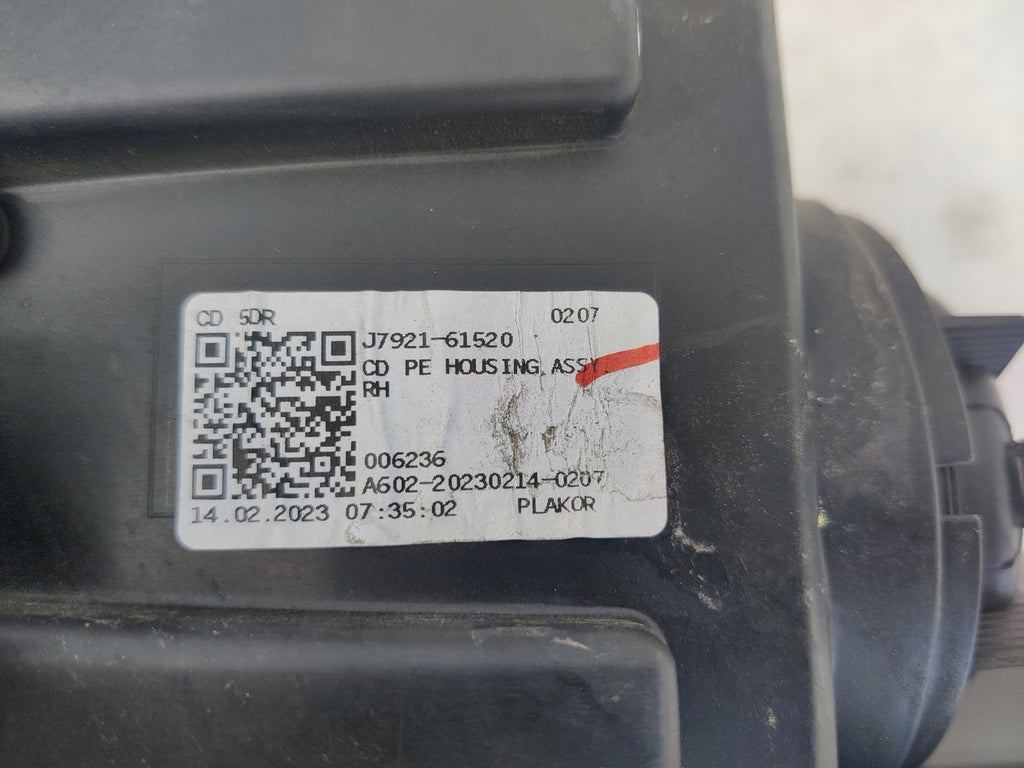 CD 5DR 0207
J7921-61520
CD PE HOUSING ASSY.
RH
006236
A602-20230214-0207
14.02.2023 07:35:02 PLAKOR